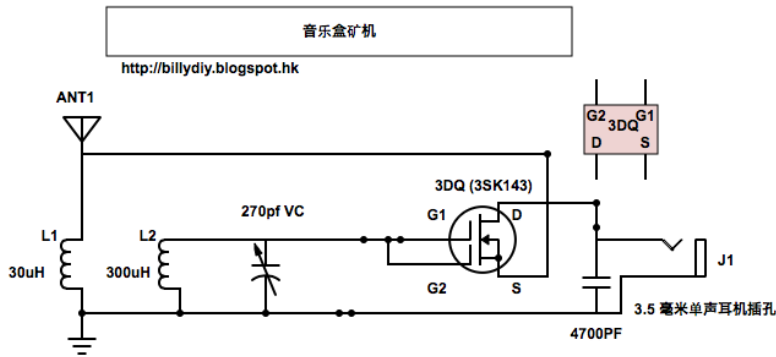 音乐盒矿机
http://billydiy.blogspot.hk
ANT1
G2 G1
3DQ
D S
3DQ (3SK143)
270pf VC
G1 D
L1 L2
30uH 300uH
J1
G2 S
3.5 毫米单声耳机插孔
4700PF